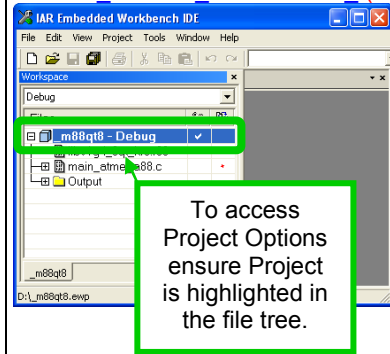 IAR Embedded Workbench IDE
File Edit View Project Tools Window Help
Workspace
Debug
Files
_m88qt8 - Debug
main_atmega88.c
Output
To access
Project Options
ensure Project
is highlighted in
the file tree.
_m88qt8
D:\_m88qt8.ewp